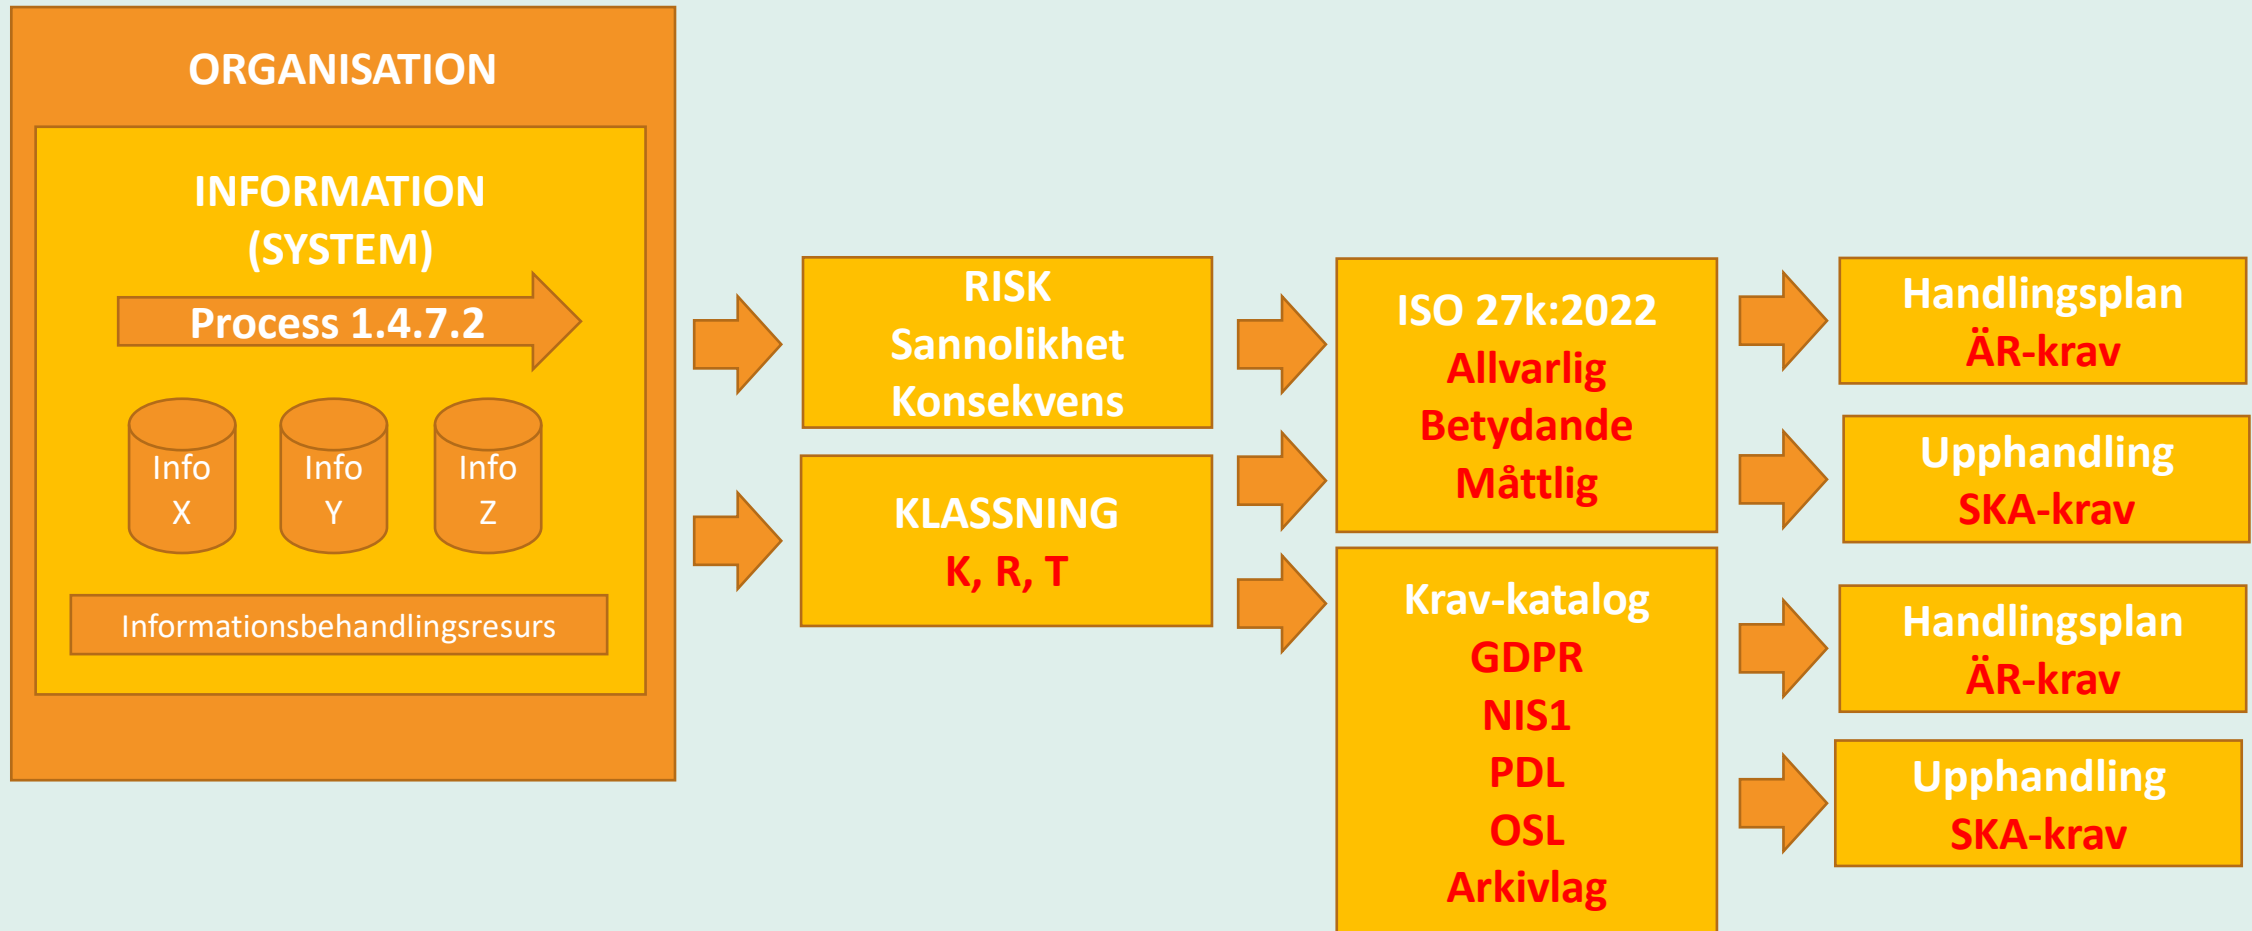 ORGANISATION
INFORMATION
(SYSTEM)
Process 1.4.7.2
Info
X
Info
Y
Info
Z
Informationsbehandlingsresurs
RISK
Sannolikhet
Konsekvens
KLASSNING
K, R, T
ISO 27k:2022
Allvarlig
Betydande
Måttlig
Krav-katalog
GDPR
NIS1
PDL
OSL
Arkivlag
Handlingsplan
ÄR-krav
Upphandling
SKA-krav
Handlingsplan
ÄR-krav
Upphandling
SKA-krav